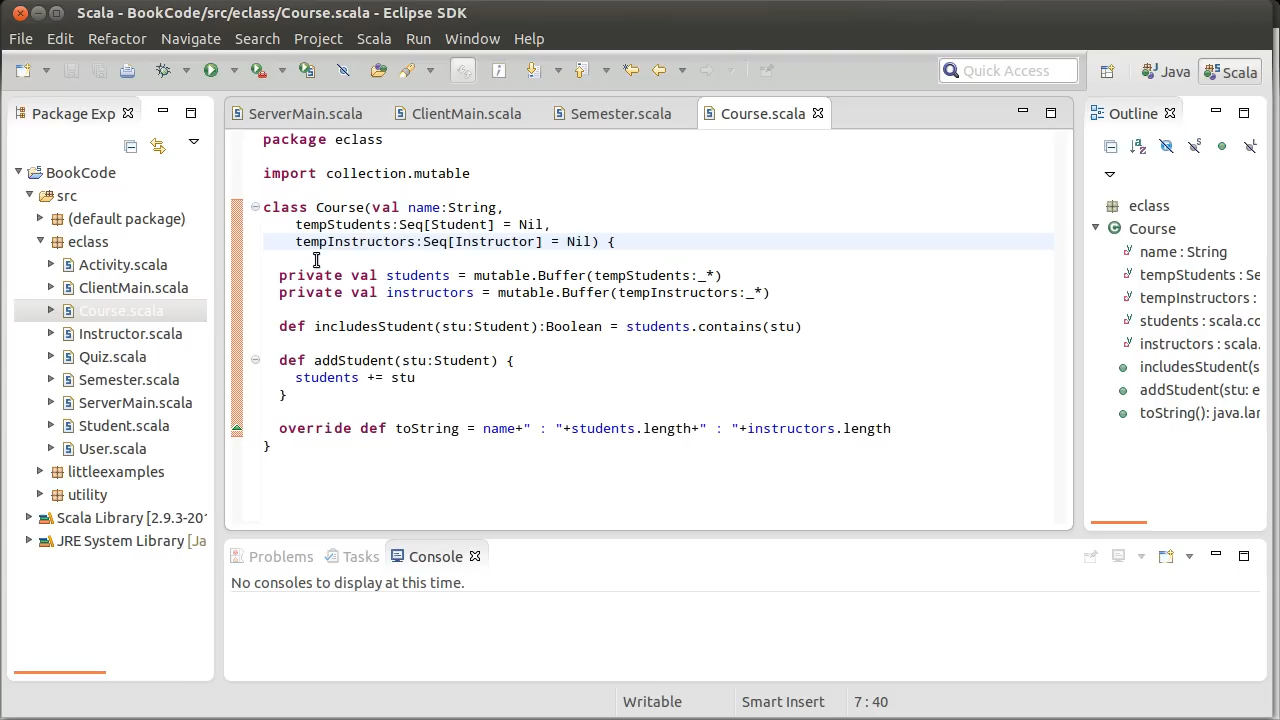 Scala - BookCode/src/eclass/Course.scala - Eclipse SDK
File Edit Refactor Navigate Search Project Scala Run Window Help
Quick Access
Java
Scala
Package Exp
BookCode
src
(default package)
eclass
Activity.scala
ClientMain.scala
Course.scala
Instructor.scala
Quiz.scala
Semester.scala
ServerMain.scala
Student.scala
User.scala
littleexamples
utility
Scala Library [2.9.3-20
JRE System Library [Ja
ServerMain.scala ClientMain.scala Semester.scala Course.scala
package eclass
import collection.mutable
class Course(val name:String,
tempStudents:Seq[Student] = Nil,
tempInstructors:Seq[Instructor] = Nil) {
private val students = mutable.Buffer(tempStudents:_*)
private val instructors = mutable.Buffer(tempInstructors:_*)
def includesStudent(stu:Student):Boolean = students.contains(stu)
def addStudent(stu:Student) {
students += stu
}
override def toString = name+" : "+students.length+" : "+instructors.length
}
Outline
eclass
Course
name : String
tempStudents : Se
tempInstructors :
students : scala.co
instructors : scala.
includesStudent(s
addStudent(stu: e
toString(): java.lan
Problems Tasks Console
No consoles to display at this time.
Writable Smart Insert 7 : 40